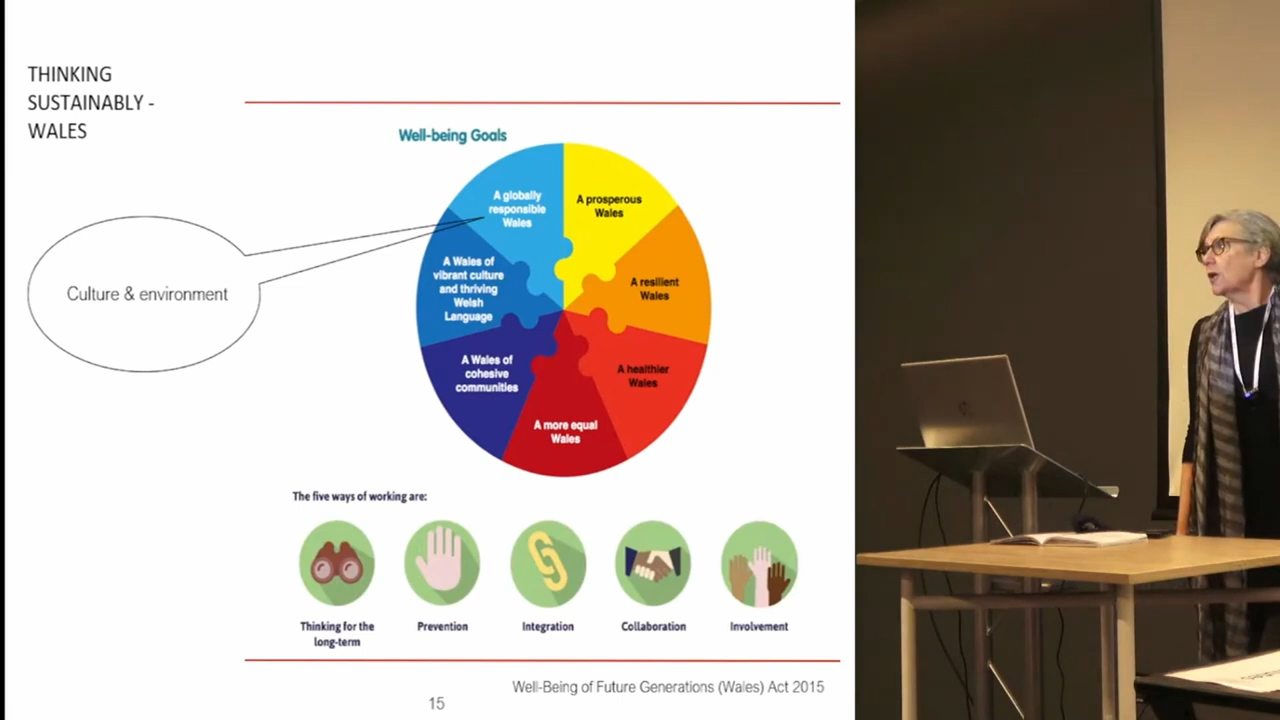 THINKING
SUSTAINABLY -
WALES
Well-being Goals
A globally
responsible
Wales
A prosperous
Wales
A Wales of
vibrant culture
and thriving
Welsh
Language
A resilient
Wales
Culture & environment
A Wales of
cohesive
communities
A healthier
Wales
A more equal
Wales
The five ways of working are:
Thinking for the
long-term
Prevention
Integration
Collaboration
Involvement
Well-Being of Future Generations (Wales) Act 2015
15